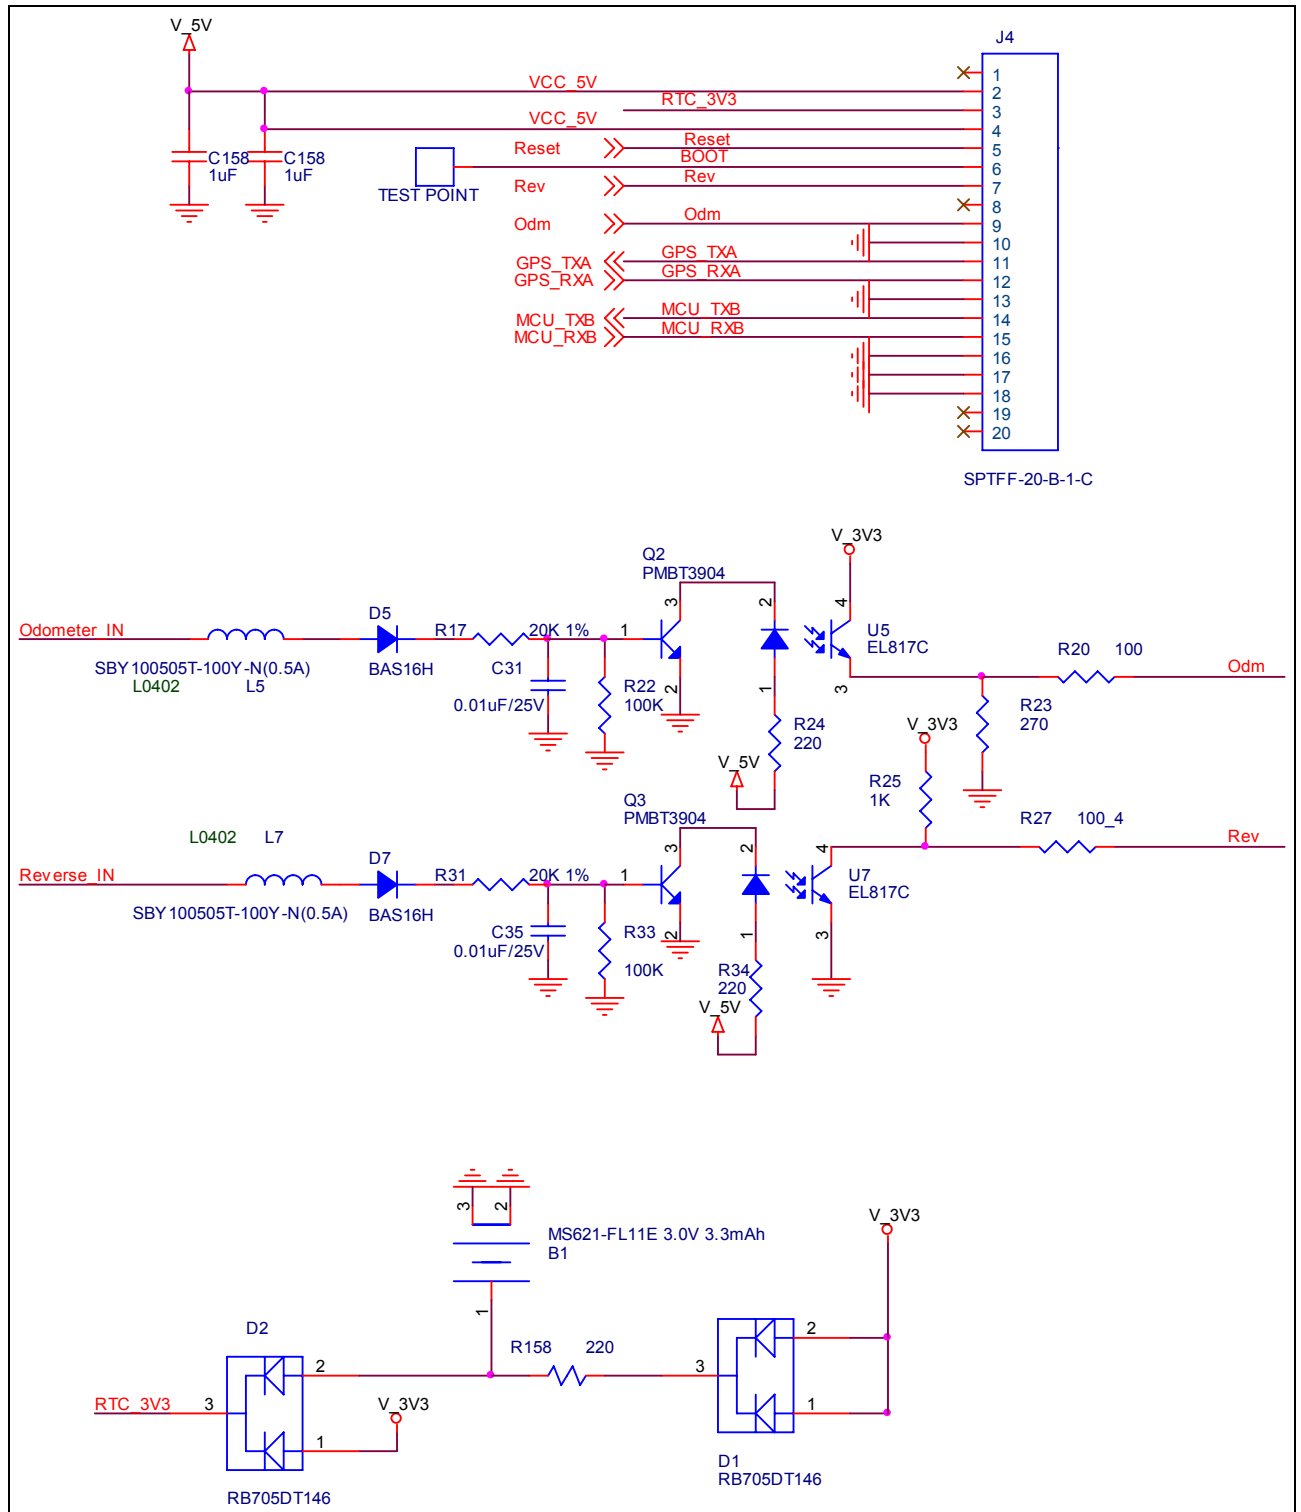 V_5V
J4
1
VCC_5V
2
RTC_3V3
3
VCC_5V
4
Reset
Reset
5
BOOT
6
TEST POINT
Rev
Rev
7
8
Odm
Odm
9
10
GPS_TXA
GPS_TXA
11
GPS_RXA
GPS_RXA
12
13
MCU_TXB
MCU_TXB
14
MCU_RXB
MCU_RXB
15
16
17
18
19
20
C158
1uF
C158
1uF
SPTFF-20-B-1-C
V_3V3
Q2
PMBT3904
3
2
4
Odometer_IN
D5
R17
20K 1%
1
U5
EL817C
SBY100505T-100Y-N(0.5A)
L0402
L5
BAS16H
C31
0.01uF/25V
R22
100K
2
1
3
R20
100
Odm
R24
220
R23
270
V_3V3
V_5V
R25
1K
Q3
PMBT3904
R27
100_4
Rev
L0402
L7
3
2
4
Reverse_IN
D7
R31
20K 1%
1
U7
EL817C
SBY100505T-100Y-N(0.5A)
BAS16H
C35
0.01uF/25V
R33
100K
2
1
3
R34
220
V_5V
3
2
MS621-FL11E 3.0V 3.3mAh
B1
V_3V3
1
D2
R158
220
2
2
3
RTC_3V3
3
V_3V3
1
1
D1
RB705DT146
RB705DT146